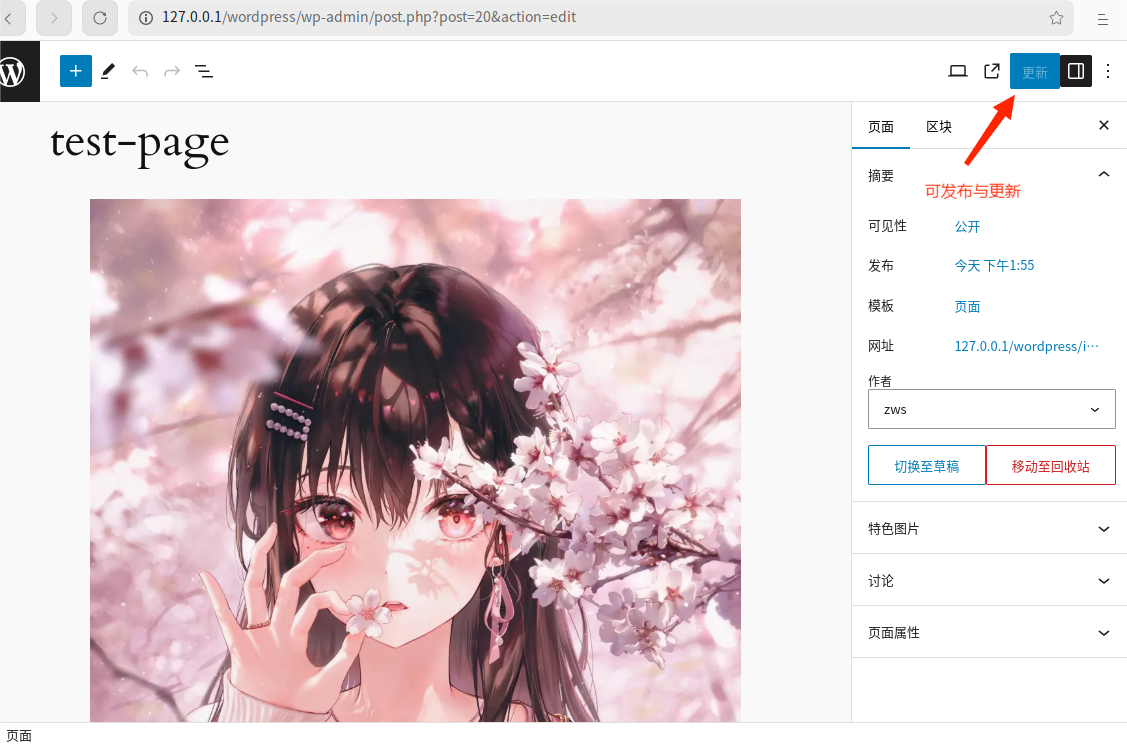 127.0.0.1/wordpress/wp-admin/post.php?post=20&action=edit
更新
test-page
页面 区块
摘要
可发布与更新
可见性 公开
发布 今天 下午1:55
模板 页面
网址 127.0.0.1/wordpress/i…
作者
zws
切换至草稿 移动至回收站
特色图片
讨论
页面属性
页面